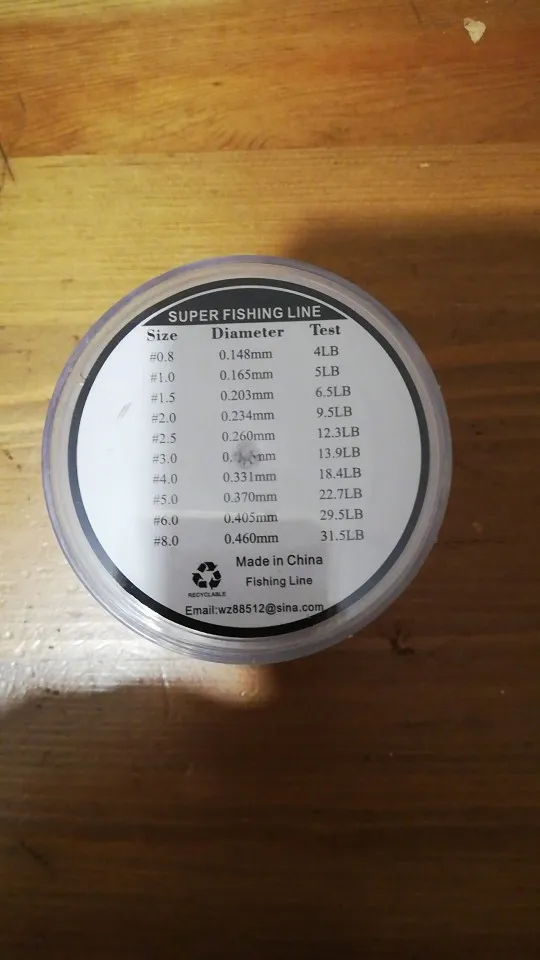 SUPER FISHING LINE
Size Diameter Test
#0.8 0.148mm 4LB
#1.0 0.165mm 5LB
#1.5 0.203mm 6.5LB
#2.0 0.234mm 9.5LB
#2.5 0.260mm 12.3LB
#3.0 13.9LB
#4.0 0.331mm 18.4LB
#5.0 0.370mm 22.7LB
#6.0 0.405mm 29.5LB
#8.0 0.460mm 31.5LB
Made in China
Fishing Line
RECYCLABLE
Email:wz88512@sina.com